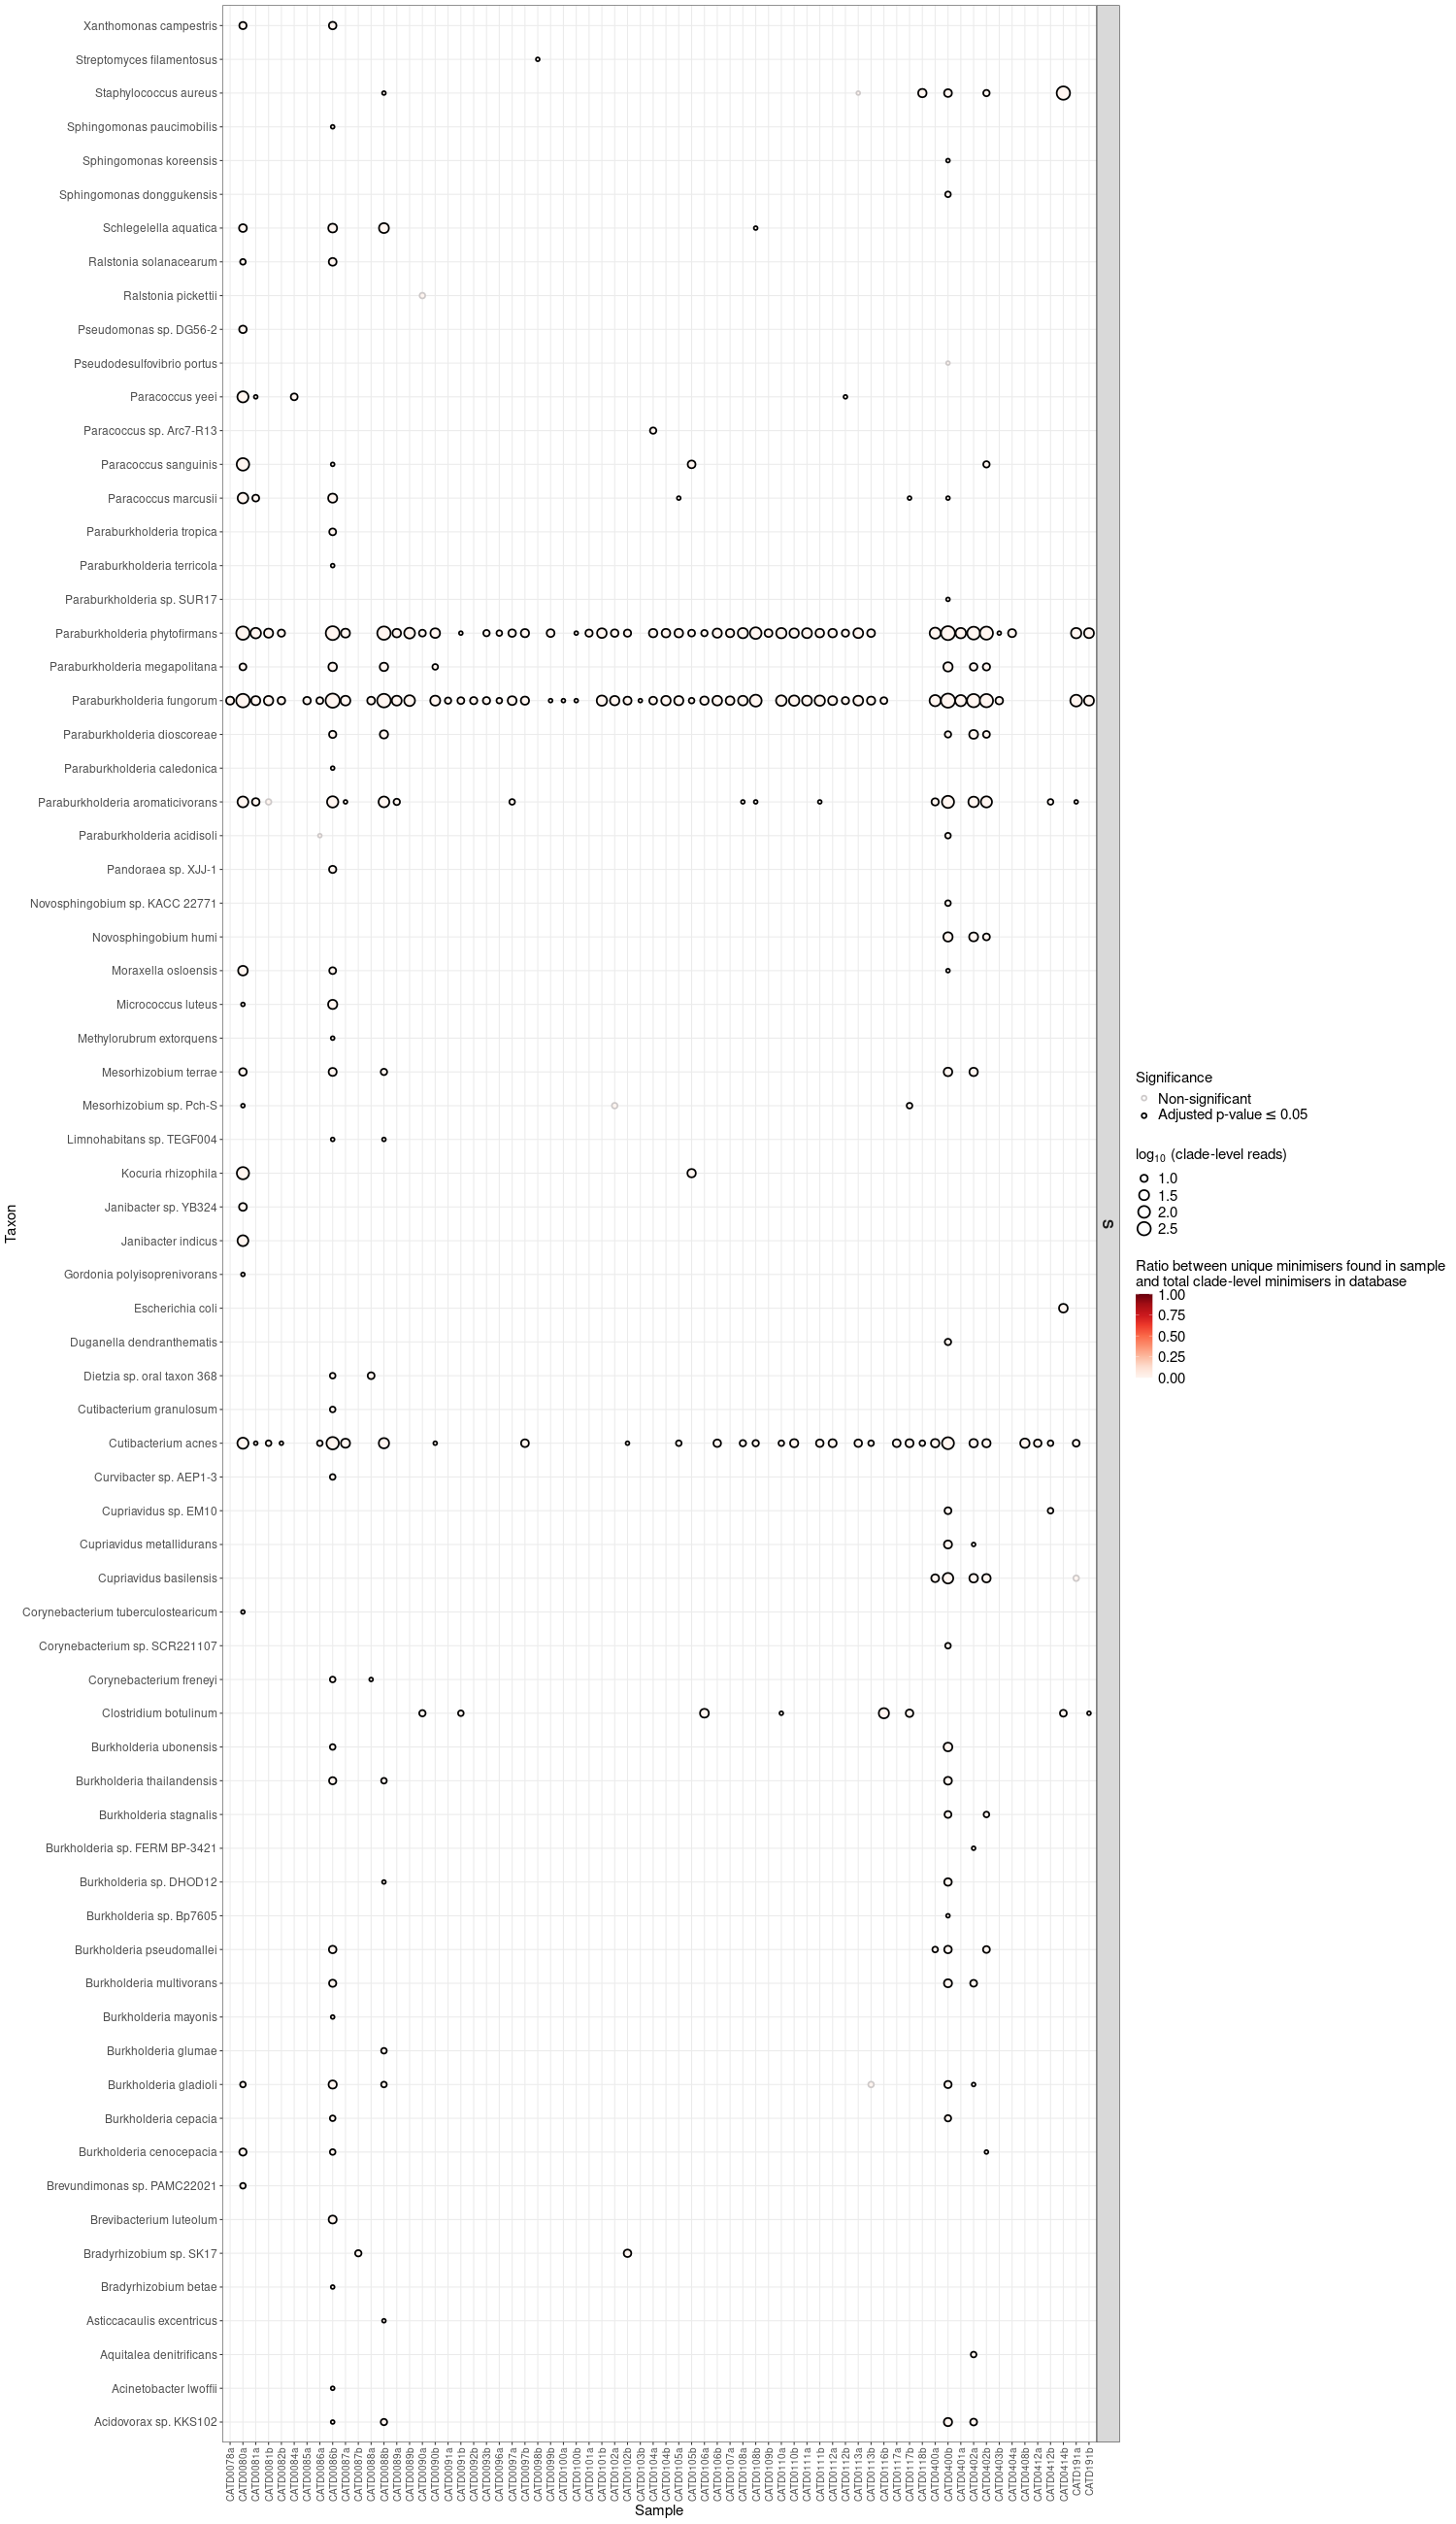 Xanthomonas campestris
Streptomyces filamentosus
Staphylococcus aureus
Sphingomonas paucimobilis
Sphingomonas koreensis
Sphingomonas donggukensis
Schlegelella aquatica
Ralstonia solanacearum
Ralstonia pickettii
Pseudomonas sp. DG56-2
Pseudodesulfovibrio portus
Paracoccus yeei
Paracoccus sp. Arc7-R13
Paracoccus sanguinis
Paracoccus marcusii
Paraburkholderia tropica
Paraburkholderia terricola
Paraburkholderia sp. SUR17
Paraburkholderia phytofirmans
Paraburkholderia megapolitana
Paraburkholderia fungorum
Paraburkholderia dioscoreae
Paraburkholderia caledonica
Paraburkholderia aromaticivorans
Paraburkholderia acidisoli
Pandoraea sp. XJJ-1
Novosphingobium sp. KACC 22771
Novosphingobium humi
Moraxella osloensis
Micrococcus luteus
Methylorubrum extorquens
Mesorhizobium terrae
Mesorhizobium sp. Pch-S
Limnohabitans sp. TEGF004
Kocuria rhizophila
Janibacter sp. YB324
Janibacter indicus
Gordonia polyisoprenivorans
Escherichia coli
Duganella dendranthematis
Dietzia sp. oral taxon 368
Cutibacterium granulosum
Cutibacterium acnes
Curvibacter sp. AEP1-3
Cupriavidus sp. EM10
Cupriavidus metallidurans
Cupriavidus basilensis
Corynebacterium tuberculostearicum
Corynebacterium sp. SCR221107
Corynebacterium freneyi
Clostridium botulinum
Burkholderia ubonensis
Burkholderia thailandensis
Burkholderia stagnalis
Burkholderia sp. FERM BP-3421
Burkholderia sp. DHOD12
Burkholderia sp. Bp7605
Burkholderia pseudomallei
Burkholderia multivorans
Burkholderia mayonis
Burkholderia glumae
Burkholderia gladioli
Burkholderia cepacia
Burkholderia cenocepacia
Brevundimonas sp. PAMC22021
Brevibacterium luteolum
Bradyrhizobium sp. SK17
Bradyrhizobium betae
Asticcacaulis excentricus
Aquitalea denitrificans
Acinetobacter lwoffii
Acidovorax sp. KKS102
Taxon
CATD0078a
CATD0080a
CATD0081a
CATD0081b
CATD0082b
CATD0084a
CATD0085a
CATD0086a
CATD0086b
CATD0087a
CATD0087b
CATD0088a
CATD0088b
CATD0089a
CATD0089b
CATD0090a
CATD0090b
CATD0091a
CATD0091b
CATD0092b
CATD0093b
CATD0096a
CATD0097a
CATD0097b
CATD0098b
CATD0099b
CATD0100a
CATD0100b
CATD0101a
CATD0101b
CATD0102a
CATD0102b
CATD0103b
CATD0104a
CATD0104b
CATD0105a
CATD0105b
CATD0106a
CATD0106b
CATD0107a
CATD0108a
CATD0108b
CATD0109b
CATD0110a
CATD0110b
CATD0111a
CATD0111b
CATD0112a
CATD0112b
CATD0113a
CATD0113b
CATD0116b
CATD0117a
CATD0117b
CATD0118b
CATD0400a
CATD0400b
CATD0401a
CATD0402a
CATD0402b
CATD0403b
CATD0404a
CATD0408b
CATD0412a
CATD0412b
CATD0414b
CATD191a
CATD191b
Sample
S
Significance
Non-significant
Adjusted p-value ≤ 0.05
log10 (clade-level reads)
1.0
1.5
2.0
2.5
Ratio between unique minimisers found in sample
and total clade-level minimisers in database
1.00
0.75
0.50
0.25
0.00